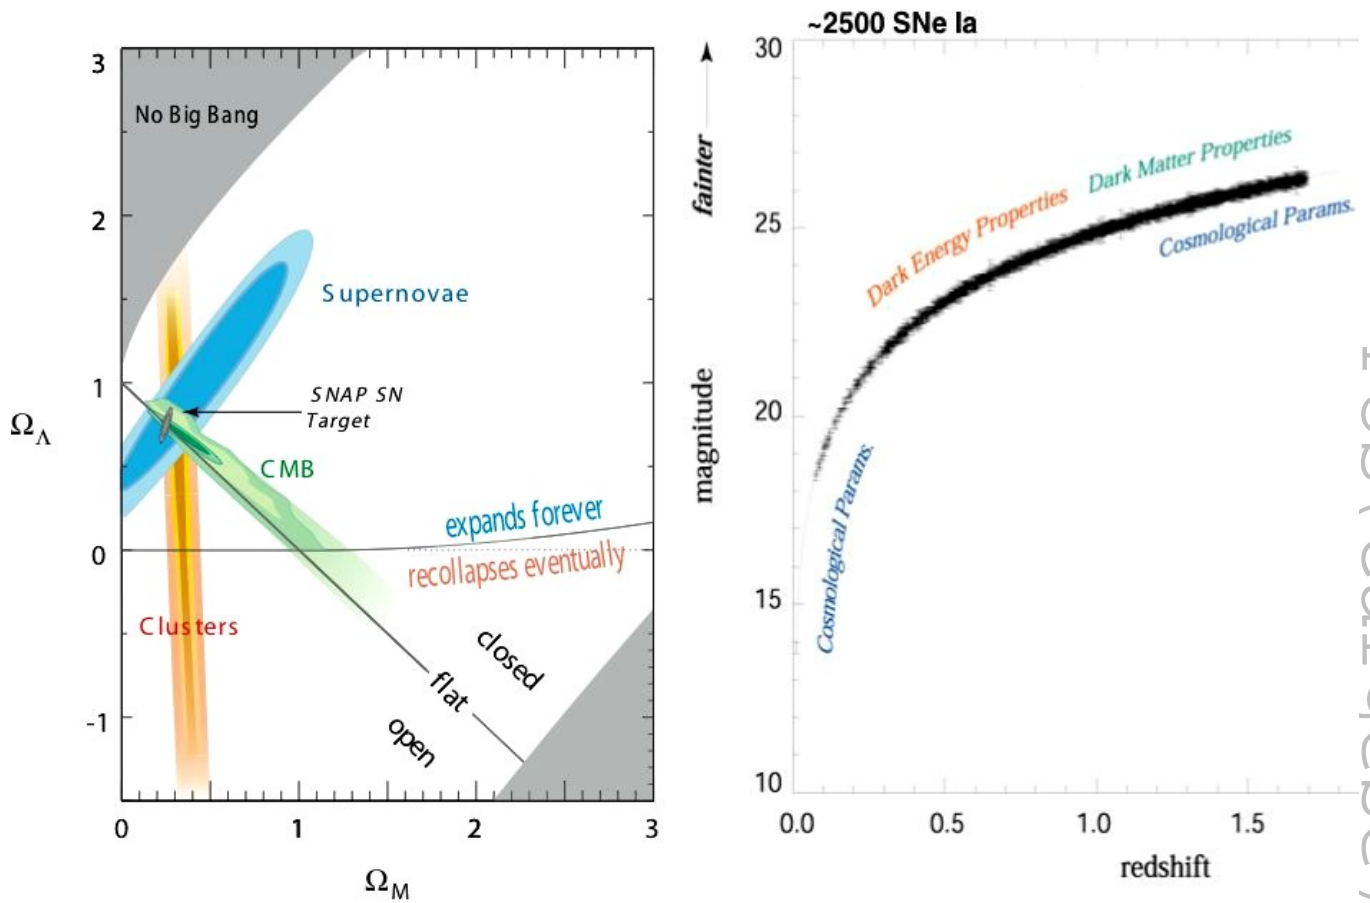 3
No Big Bang
2
Supernovae
1
SNAP SN
Target
Ω_Λ
CMB
expands forever
0
recollapses eventually
Clusters
closed
flat
-1
open
0
1
2
3
Ω_M
~2500 SNe Ia
30
fainter
Dark Matter Properties
Dark Energy Properties
25
Cosmological Params.
magnitude
20
Cosmological Params.
15
10
0.0
0.5
1.0
1.5
redshift